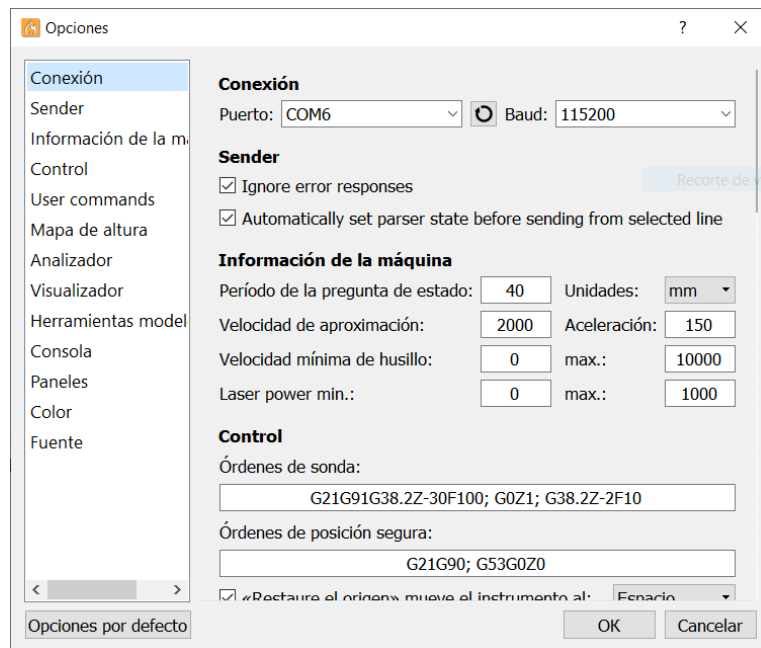 Opciones
?
Conexión
Sender
Información de la m
Control
User commands
Mapa de altura
Analizador
Visualizador
Herramientas model
Consola
Paneles
Color
Fuente
Opciones por defecto
Conexión
Puerto: COM6 Baud: 115200
Sender
Ignore error responses
Recorte de
Automatically set parser state before sending from selected line
Información de la máquina
Período de la pregunta de estado: 40 Unidades: mm
Velocidad de aproximación: 2000 Aceleración: 150
Velocidad mínima de husillo: 0 max.: 10000
Laser power min.: 0 max.: 1000
Control
Órdenes de sonda:
G21G91G38.2Z-30F100; G0Z1; G38.2Z-2F10
Órdenes de posición segura:
G21G90; G53G0Z0
«Restaure el origen» mueve el instrumento al: Espacio
OK Cancelar